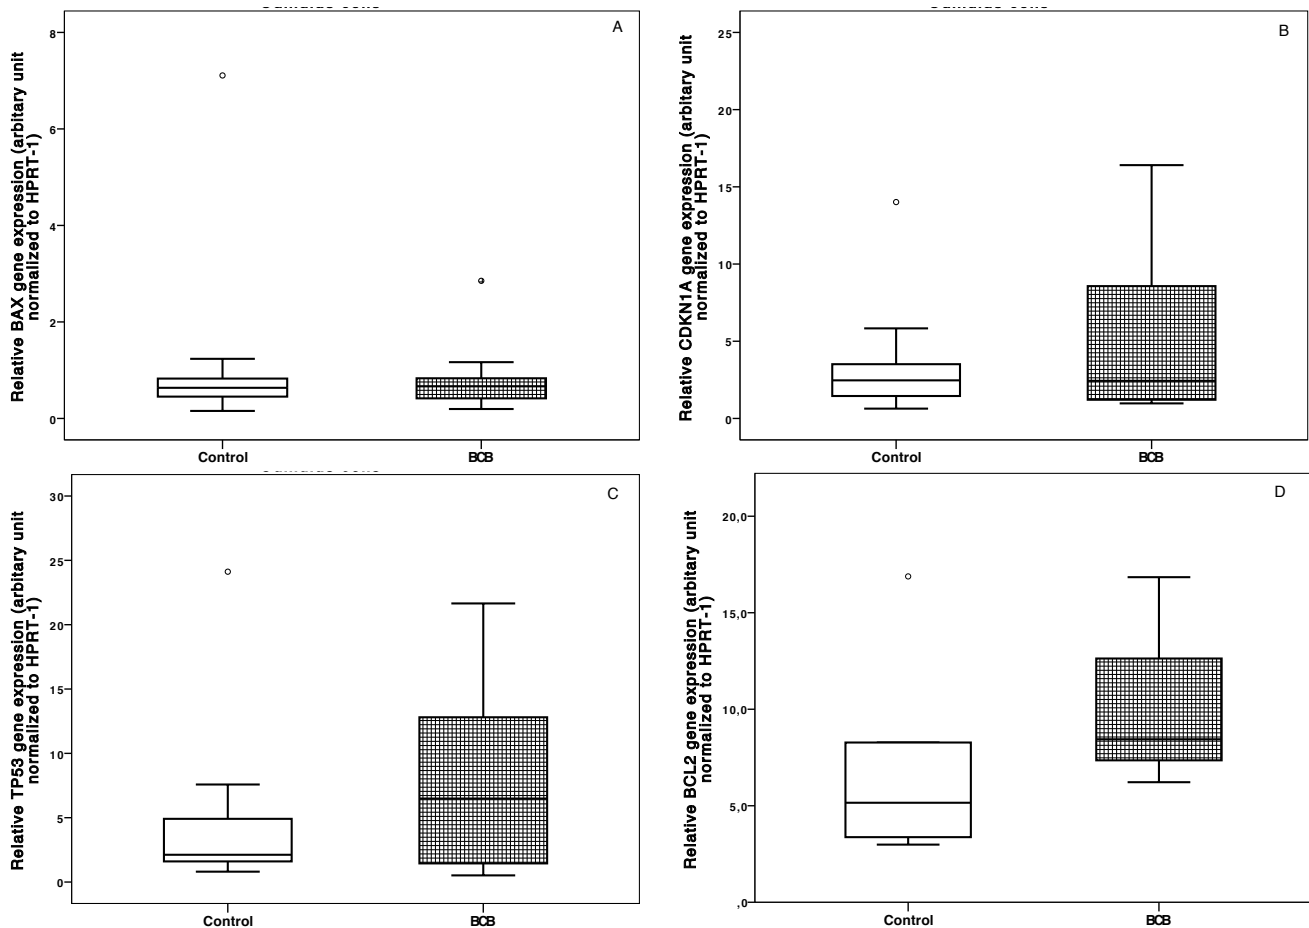 A
Relative BAX gene expression (arbitary unit
normalized to HPRT-1)
8
6
4
2
0
Control
BCB
B
Relative CDKN1A gene expression (arbitary unit
normalized to HPRT-1)
25
20
15
10
5
0
Control
BCB
C
Relative TP53 gene expression (arbitary unit
normalized to HPRT-1)
30
25
20
15
10
5
0
Control
BCB
D
Relative BCL2 gene expression (arbitary unit
normalized to HPRT-1)
20,0
15,0
10,0
5,0
,0
Control
BCB